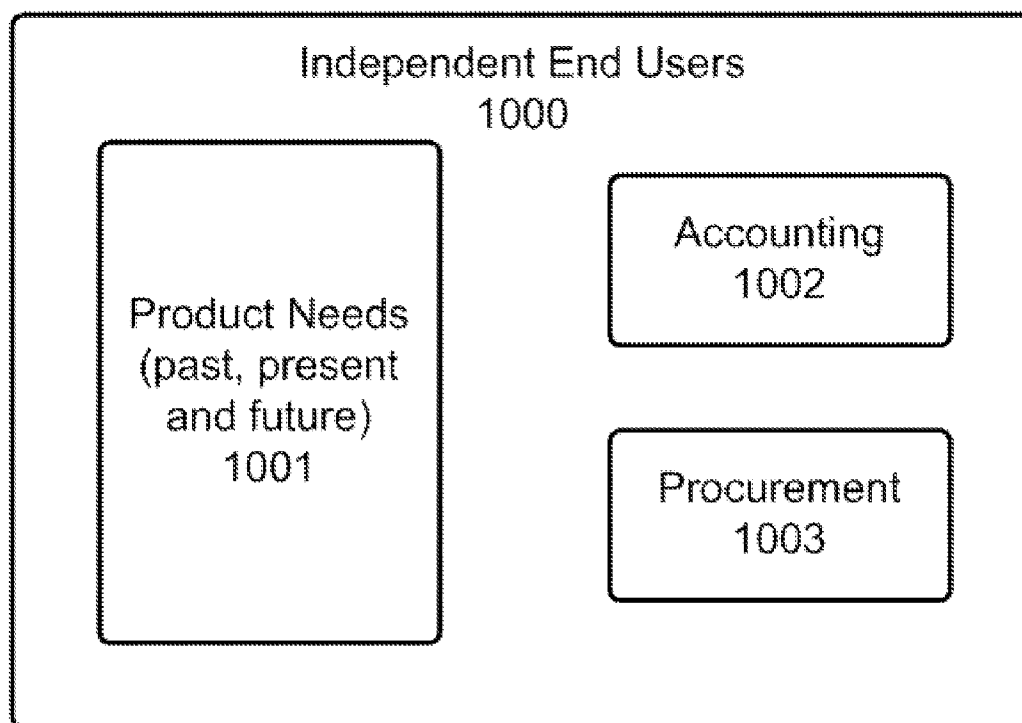 Independent End Users
1000
Product Needs
(past, present
and future)
1001
Accounting
1002
Procurement
1003